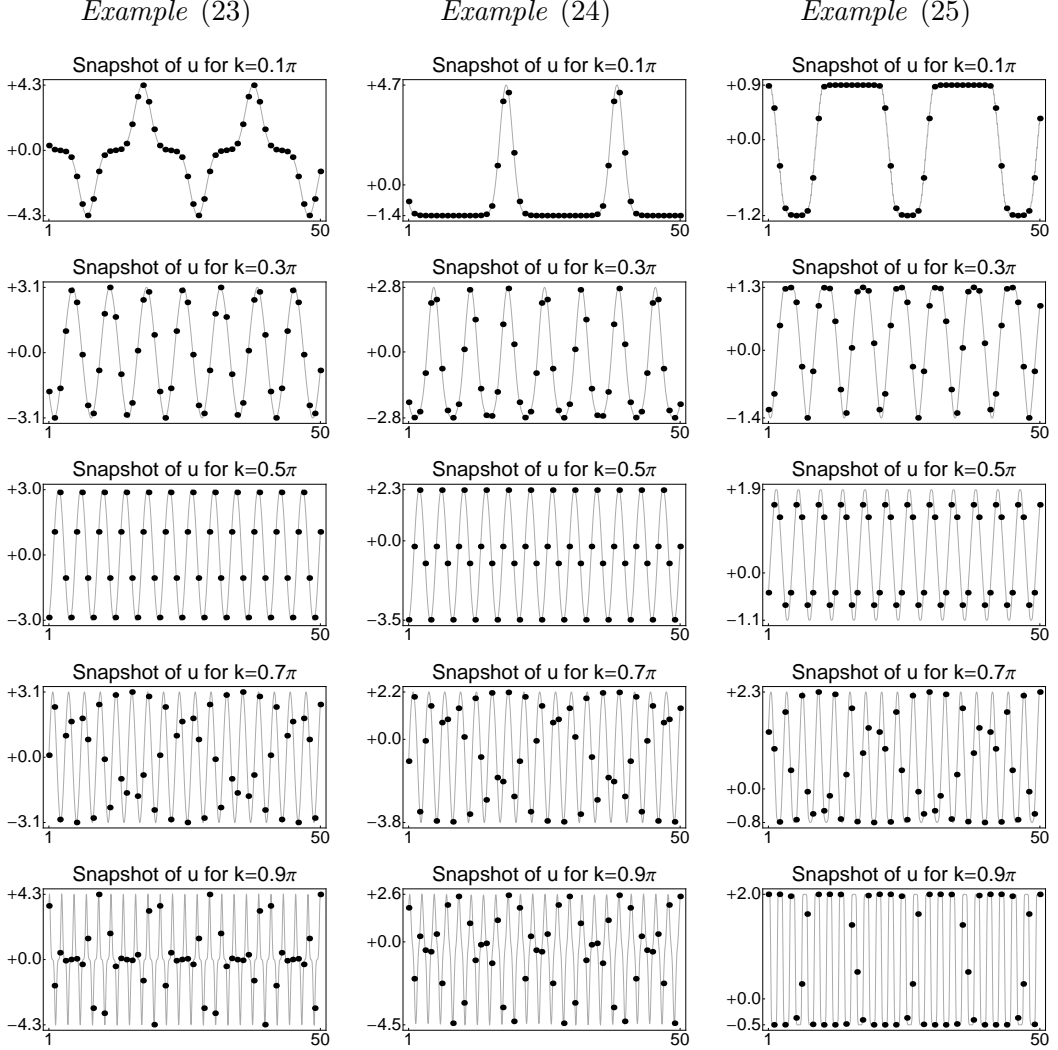 Example (23) Example (24) Example (25)
Snapshot of u for k=0.1π Snapshot of u for k=0.1π Snapshot of u for k=0.1π
+4.3 +4.7 +0.9
+0.0 +0.0 +0.0
−4.3 −1.4 −1.2
1 50 1 50 1 50
Snapshot of u for k=0.3π Snapshot of u for k=0.3π Snapshot of u for k=0.3π
+3.1 +2.8 +1.3
+0.0 +0.0 +0.0
−3.1 −2.8 −1.4
1 50 1 50 1 50
Snapshot of u for k=0.5π Snapshot of u for k=0.5π Snapshot of u for k=0.5π
+3.0 +2.3 +1.9
+0.0 +0.0 +0.0
−3.0 −3.5 −1.1
1 50 1 50 1 50
Snapshot of u for k=0.7π Snapshot of u for k=0.7π Snapshot of u for k=0.7π
+3.1 +2.2 +2.3
+0.0 +0.0 +0.0
−3.1 −3.8 −0.8
1 50 1 50 1 50
Snapshot of u for k=0.9π Snapshot of u for k=0.9π Snapshot of u for k=0.9π
+4.3 +2.6 +2.0
+0.0 +0.0 +0.0
−4.3 −4.5 −0.5
1 50 1 50 1 50